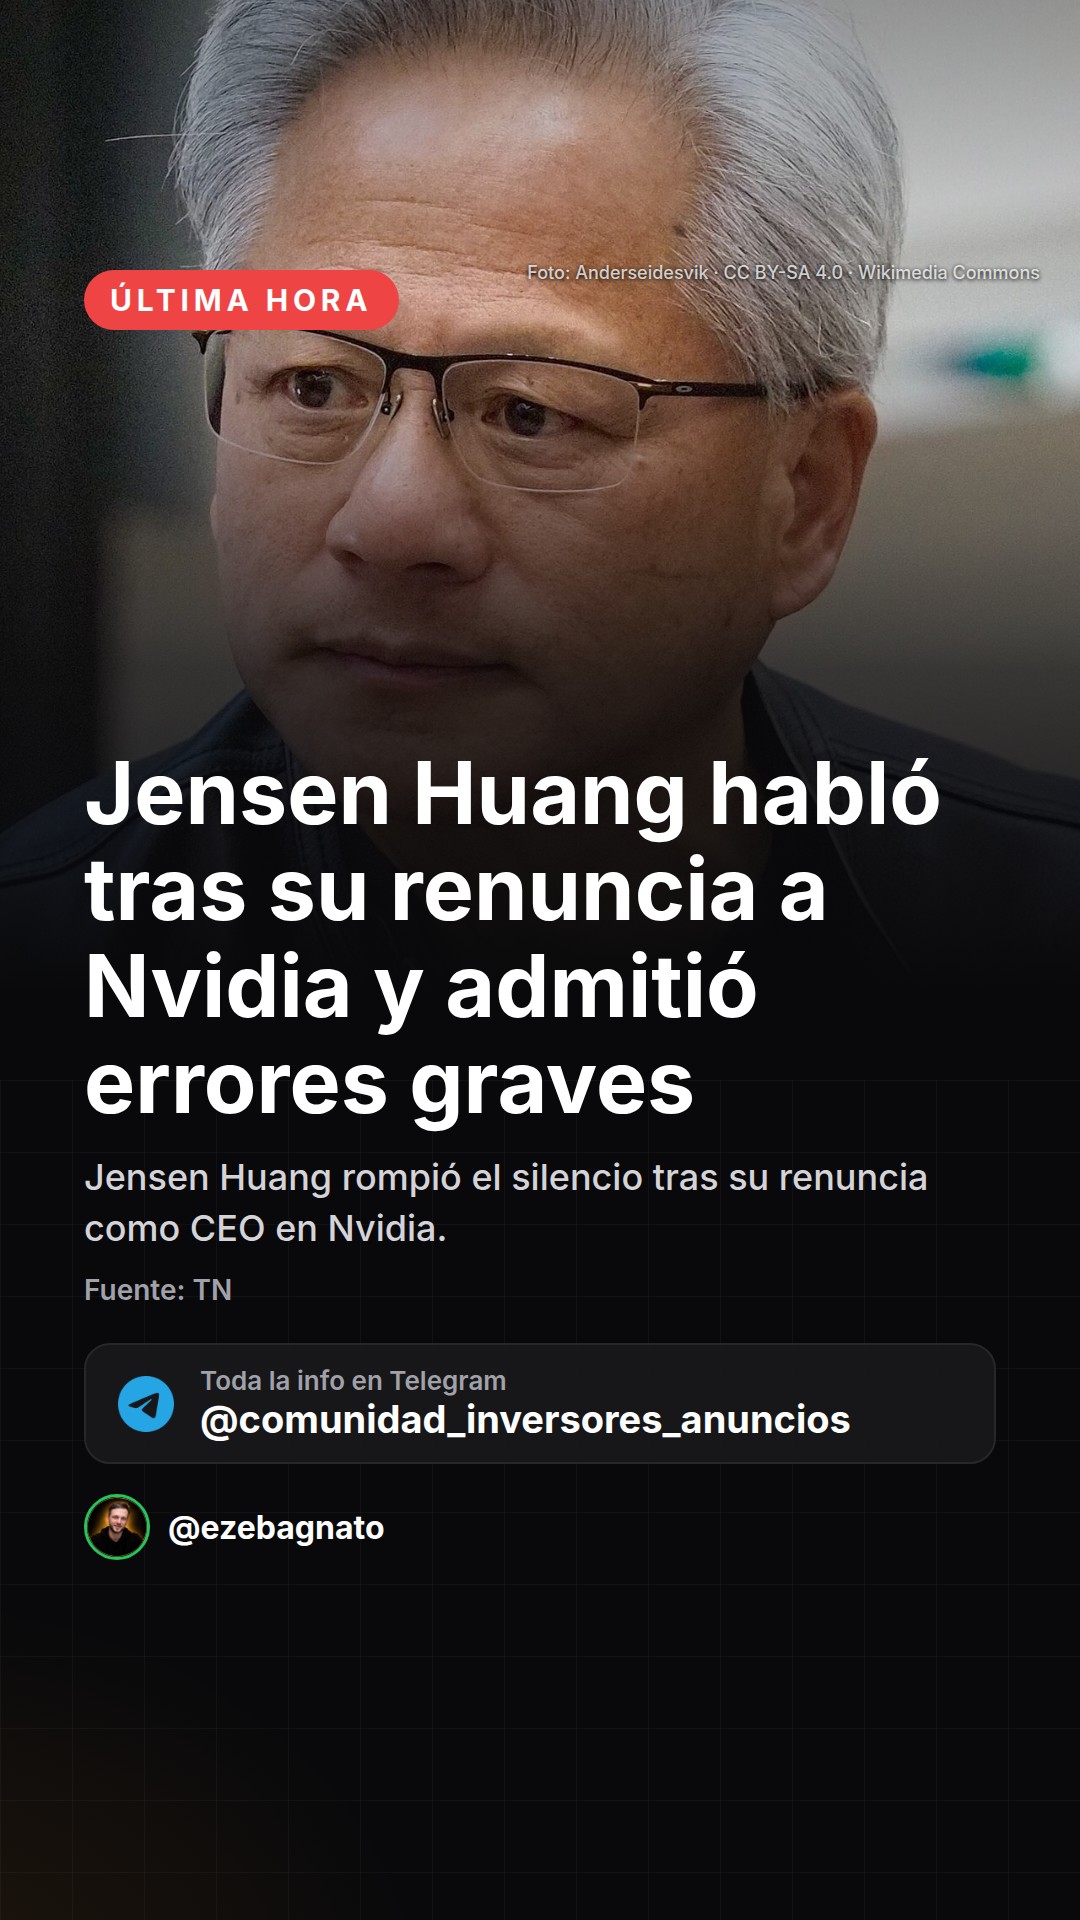 Foto: Anderseidesvik · CC BY-SA 4.0 · Wikimedia Commons
ÚLTIMA HORA
Jensen Huang habló
tras su renuncia a
Nvidia y admitió
errores graves
Jensen Huang rompió el silencio tras su renuncia
como CEO en Nvidia.
Fuente: TN
Toda la info en Telegram
@comunidad_inversores_anuncios
@ezebagnato